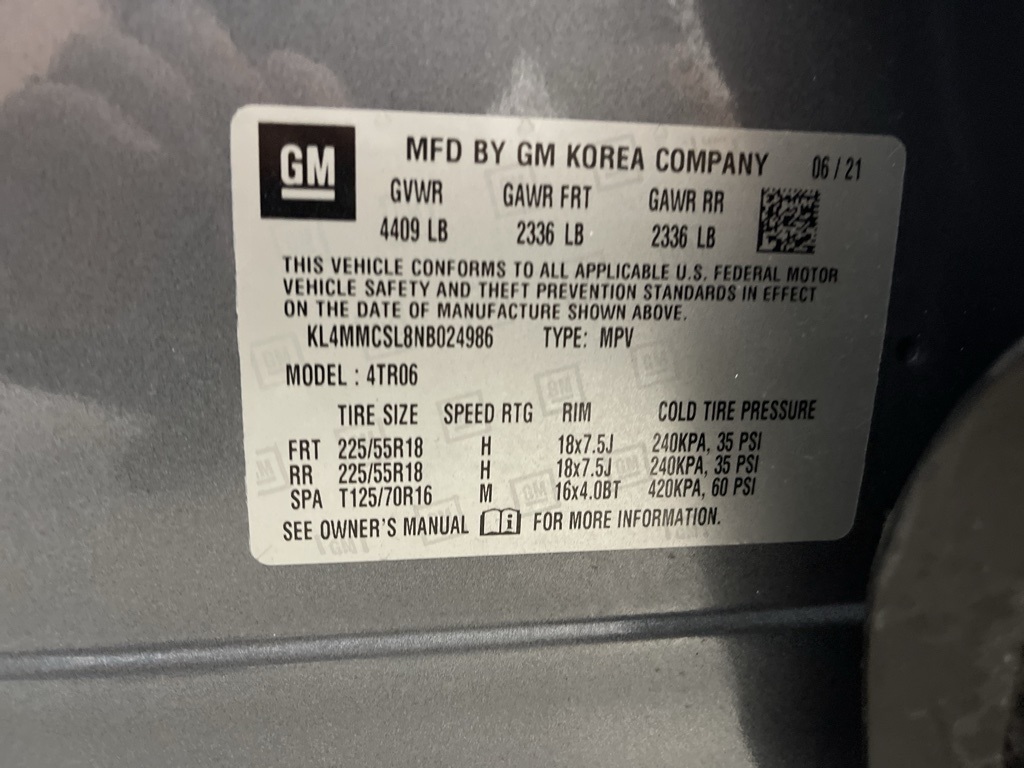 GM MFD BY GM KOREA COMPANY 06/21
GVWR GAWR FRT GAWR RR
4409 LB 2336 LB 2336 LB
THIS VEHICLE CONFORMS TO ALL APPLICABLE U.S. FEDERAL MOTOR
VEHICLE SAFETY AND THEFT PREVENTION STANDARDS IN EFFECT
ON THE DATE OF MANUFACTURE SHOWN ABOVE.
KL4MMCSL8NB024986 TYPE: MPV
MODEL : 4TR06
TIRE SIZE SPEED RTG RIM COLD TIRE PRESSURE
FRT 225/55R18 H 18x7.5J 240KPA, 35 PSI
RR 225/55R18 H 18x7.5J 240KPA, 35 PSI
SPA T125/70R16 M 16x4.0BT 420KPA, 60 PSI
SEE OWNER'S MANUAL i FOR MORE INFORMATION.